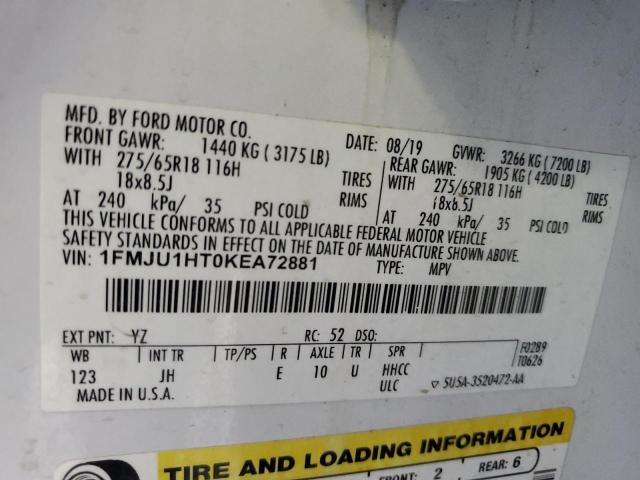 MFD. BY FORD MOTOR CO.
DATE: 08/19 GVWR: 3266 KG ( 7200 LB)
FRONT GAWR: 1440 KG ( 3175 LB) REAR GAWR: 1905 KG ( 4200 LB)
WITH 275/65R18 116H TIRES WITH 275/65R18 116H TIRES
18x8.5J RIMS 18x8.5J RIMS
AT 240 kPa/ 35 PSI COLD AT 240 kPa/ 35 PSI COLD
THIS VEHICLE CONFORMS TO ALL APPLICABLE FEDERAL MOTOR VEHICLE
SAFETY STANDARDS IN EFFECT ON THE DATE OF MANUFACTURE SHOWN ABOVE.
VIN: 1FMJU1HT0KEA72881 TYPE: MPV
EXT PNT: YZ RC: 52 DSO:
WB INT TR TP/PS R AXLE TR SPR F0289
123 JH E 10 U HHCC T0626
ULC
MADE IN U.S.A. ▽ 5U5A-3520472-AA
TIRE AND LOADING INFORMATION
FRONT: 2 REAR: 6